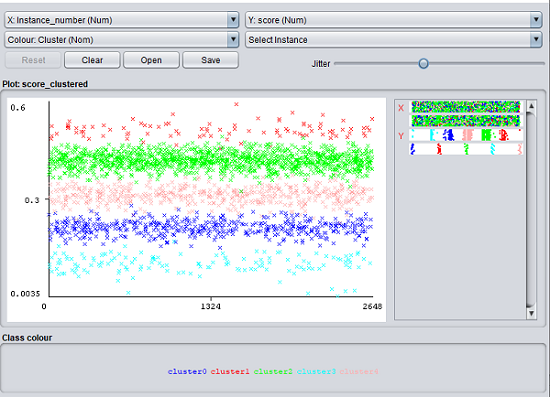 X: Instance_number (Num) Y: score (Num)
Colour: Cluster (Nom) Select Instance
Reset Clear Open Save Jitter
Plot: score_clustered
0.6
0.3
0.0035
0 1324 2648
X
Y
Class colour
cluster0 cluster1 cluster2 cluster3 cluster4